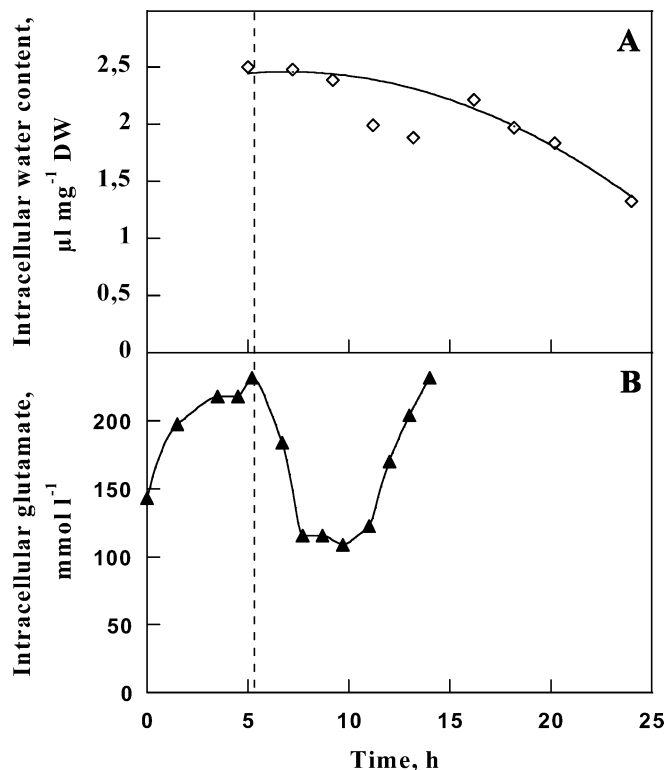 Intracellular water content,
µl mg⁻¹ DW
A
2,5
2
1,5
1
0,5
0
Intracellular glutamate,
mmol l⁻¹
B
200
150
100
50
0
0 5 10 15 20 25
Time, h